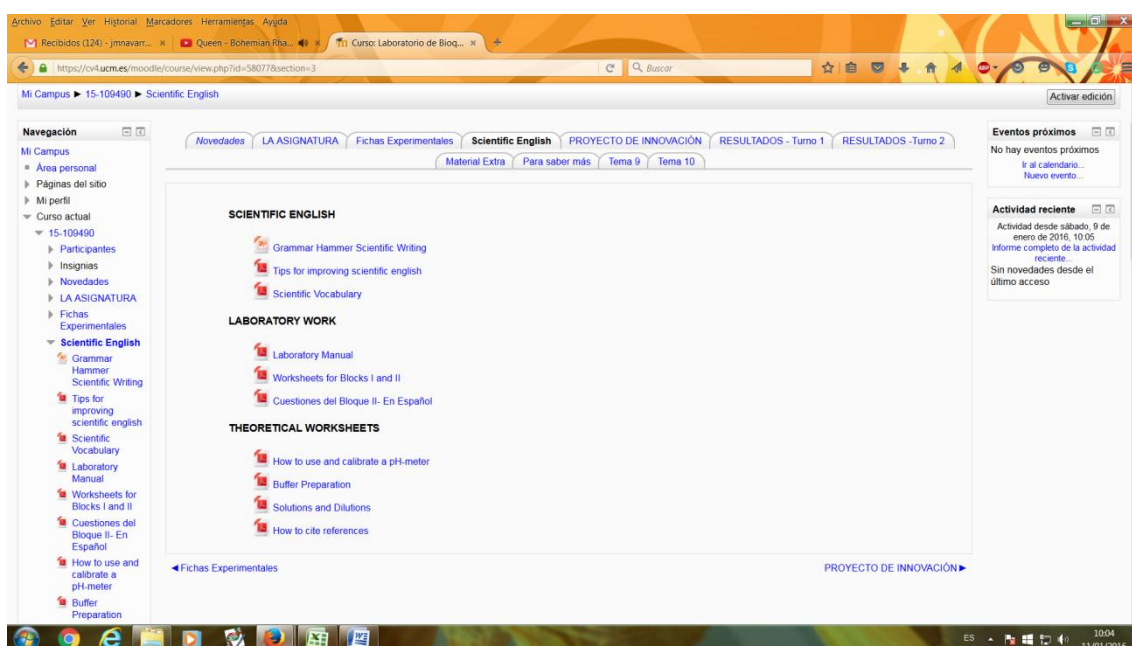 Archivo Editar Ver Historial Marcadores Herramientas Ayuda
Recibidos (124) - jmnavarr...
Queen - Bohemian Rha...
Curso: Laboratorio de Bioq...
https://cv4.ucm.es/moodle/course/view.php?id=58077&section=3
Buscar
Mi Campus ► 15-109490 ► Scientific English
Activar edición
Navegación
Mi Campus
Área personal
Páginas del sitio
Mi perfil
Curso actual
15-109490
Participantes
Insignias
Novedades
LA ASIGNATURA
Fichas
Experimentales
Scientific English
Grammar
Hammer
Scientific Writing
Tips for
improving
scientific english
Scientific
Vocabulary
Laboratory
Manual
Worksheets for
Blocks I and II
Cuestiones del
Bloque II- En
Español
How to use and
calibrate a
pH-meter
Buffer
Preparation
Novedades LA ASIGNATURA Fichas Experimentales Scientific English PROYECTO DE INNOVACIÓN RESULTADOS - Turno 1 RESULTADOS -Turno 2
Material Extra Para saber más Tema 9 Tema 10
SCIENTIFIC ENGLISH
Grammar Hammer Scientific Writing
Tips for improving scientific english
Scientific Vocabulary
LABORATORY WORK
Laboratory Manual
Worksheets for Blocks I and II
Cuestiones del Bloque II- En Español
THEORETICAL WORKSHEETS
How to use and calibrate a pH-meter
Buffer Preparation
Solutions and Dilutions
How to cite references
◄ Fichas Experimentales
PROYECTO DE INNOVACIÓN ►
Eventos próximos
No hay eventos próximos
Ir al calendario...
Nuevo evento...
Actividad reciente
Actividad desde sábado, 9 de
enero de 2016, 10:05
Informe completo de la actividad
reciente...
Sin novedades desde el
último acceso
ES
10:04
11/01/2016